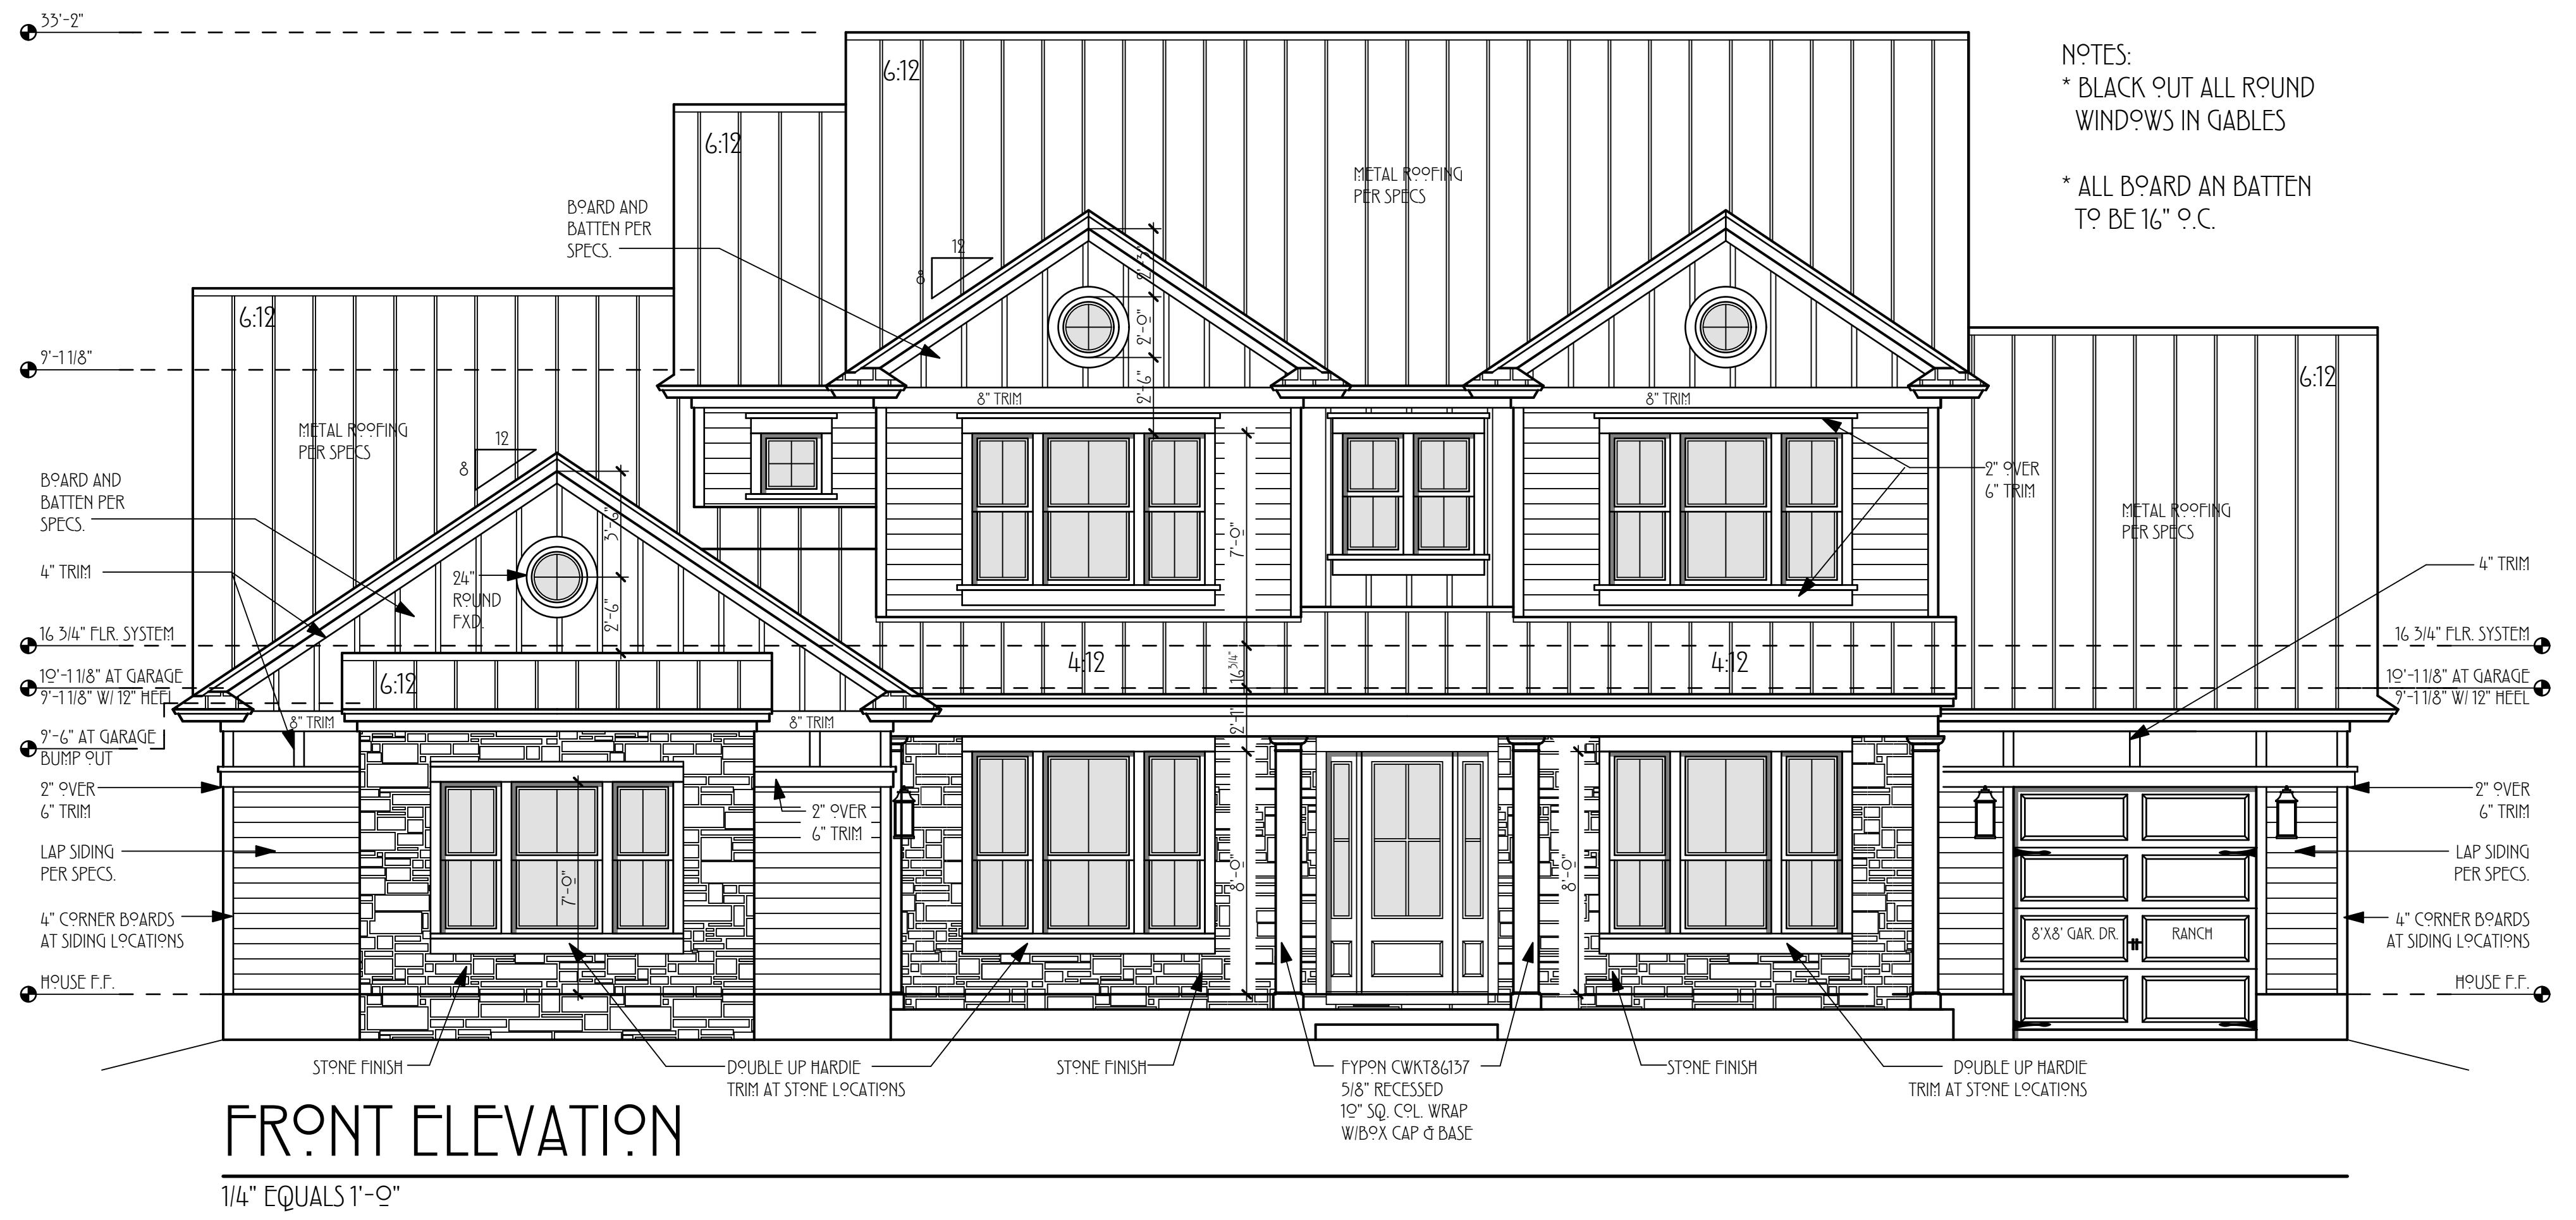 33'-2"
6:12
NOTES:
* BLACK OUT ALL ROUND
WINDOWS IN GABLES
* ALL BOARD AN BATTEN
TO BE 16" O.C.
6:12
METAL ROOFING
PER SPECS
BOARD AND
BATTEN PER
SPECS.
12
8
2'-3"
2'-0"
2'-6"
6:12
9'-1 1/8"
6:12
8" TRIM
8" TRIM
METAL ROOFING
PER SPECS
12
8
BOARD AND
BATTEN PER
SPECS.
2" OVER
6" TRIM
METAL ROOFING
PER SPECS
3'-6"
7'-0"
4" TRIM
24"
ROUND
FXD.
2'-6"
4" TRIM
16 3/4" FLR. SYSTEM
16 3/4" FLR. SYSTEM
4:12
4:12
16 3/4"
10'-1 1/8" AT GARAGE
9'-1 1/8" W/ 12" HEEL
6:12
10'-1 1/8" AT GARAGE
9'-1 1/8" W/ 12" HEEL
8" TRIM
8" TRIM
2'-1"
9'-6" AT GARAGE
BUMP OUT
2" OVER
6" TRIM
2" OVER
6" TRIM
2" OVER
6" TRIM
LAP SIDING
PER SPECS.
7'-0"
8'-0"
8'-0"
LAP SIDING
PER SPECS.
4" CORNER BOARDS
AT SIDING LOCATIONS
8'X8' GAR. DR.
RANCH
4" CORNER BOARDS
AT SIDING LOCATIONS
HOUSE F.F.
HOUSE F.F.
STONE FINISH
DOUBLE UP HARDIE
TRIM AT STONE LOCATIONS
STONE FINISH
FYPON CWKT86137
5/8" RECESSED
10" SQ. COL. WRAP
W/BOX CAP & BASE
STONE FINISH
DOUBLE UP HARDIE
TRIM AT STONE LOCATIONS
FRONT ELEVATION
1/4" EQUALS 1'-0"